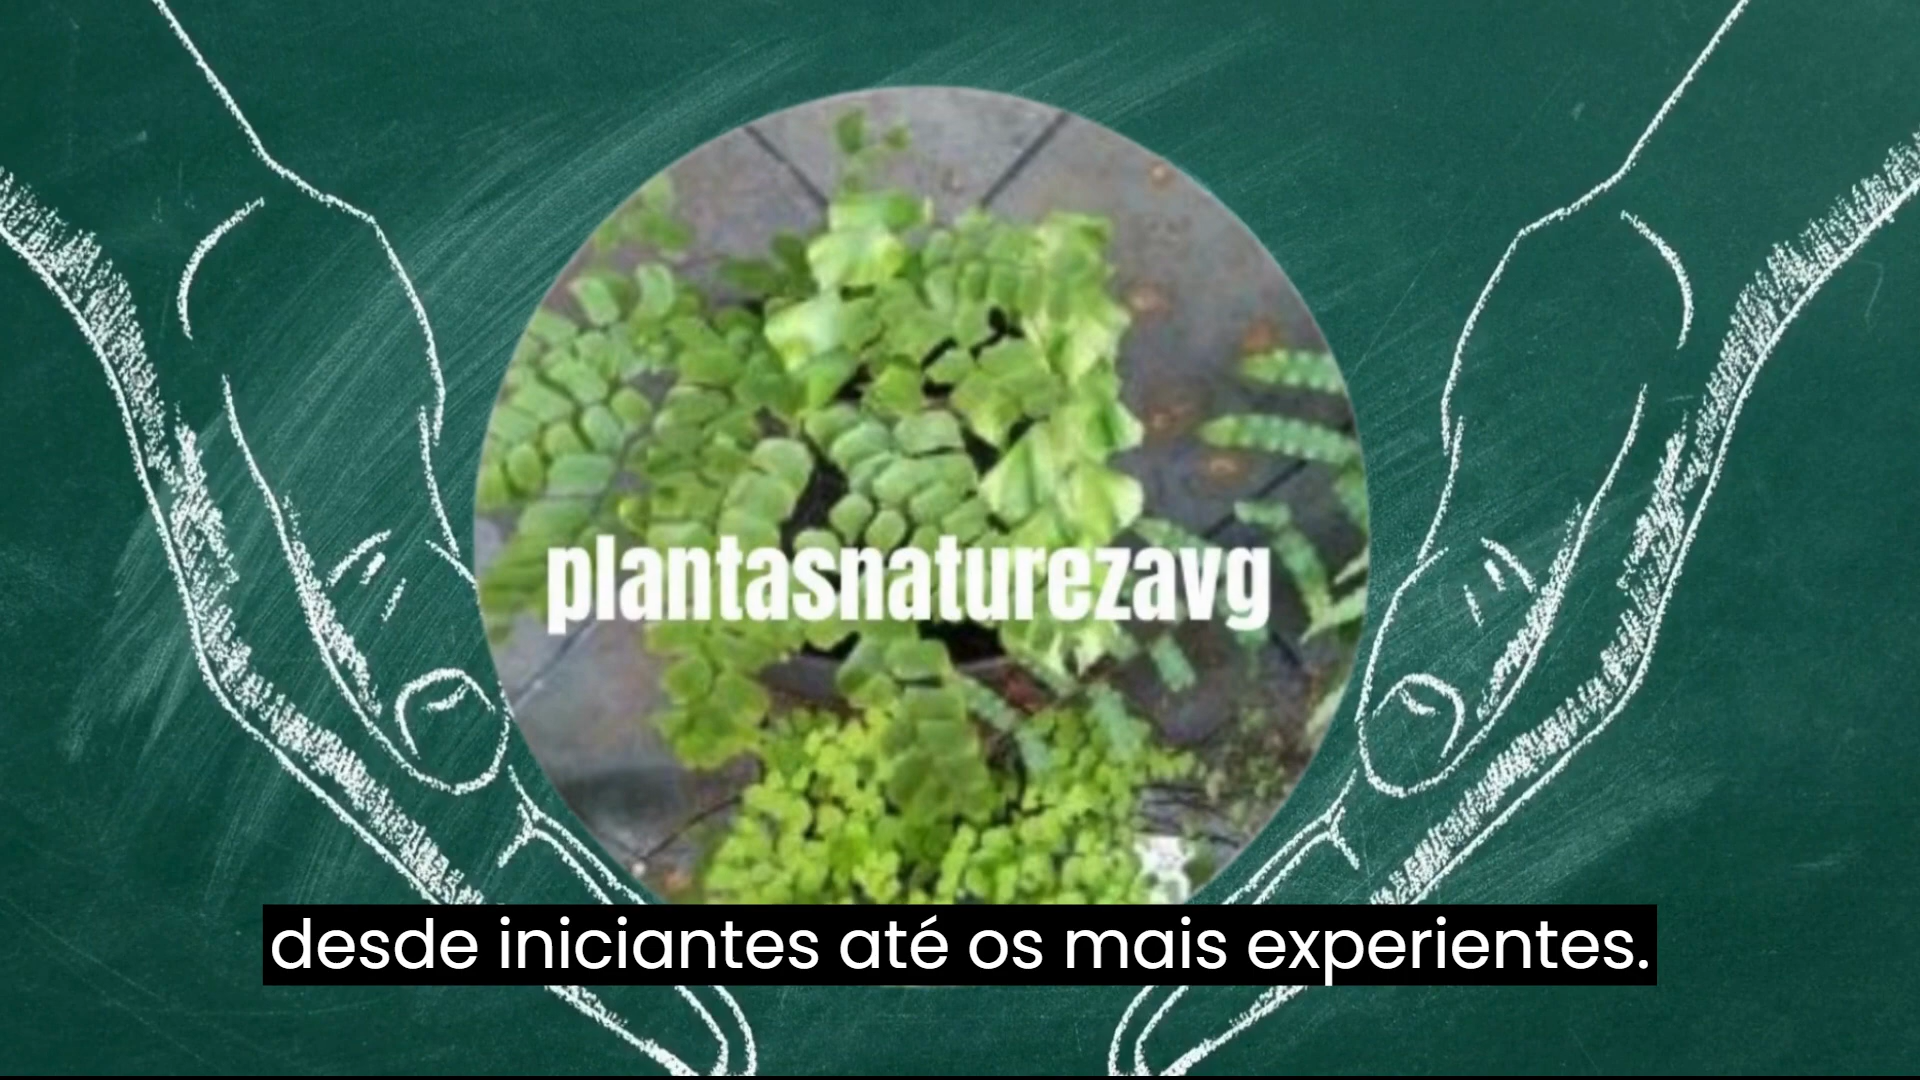 plantasnaturezavg
desde iniciantes até os mais experientes.